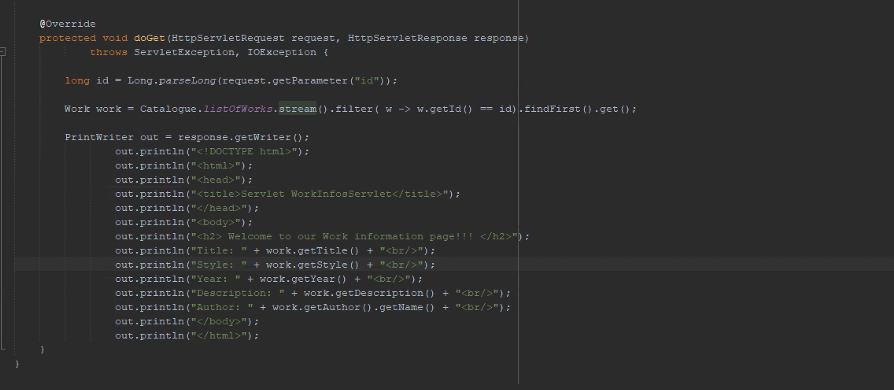 @Override
protected void doGet(HttpServletRequest request, HttpServletResponse response)
throws ServletException, IOException {
long id = Long.parseLong(request.getParameter("id"));
Work work = Catalogue.listOfWorks.stream().filter( w -> w.getId() == id).findFirst().get();
PrintWriter out = response.getWriter();
out.println("<!DOCTYPE html>");
out.println("<html>");
out.println("<head>");
out.println("<title>Servlet WorkInfosServlet</title>");
out.println("</head>");
out.println("<body>");
out.println("<h2> Welcome to our Work information page!!! </h2>");
out.println("Title: " + work.getTitle() + "<br/>");
out.println("Style: " + work.getStyle() + "<br/>");
out.println("Year: " + work.getYear() + "<br/>");
out.println("Description: " + work.getDescription() + "<br/>");
out.println("Author: " + work.getAuthor().getName() + "<br/>");
out.println("</body>");
out.println("</html>");
}
}